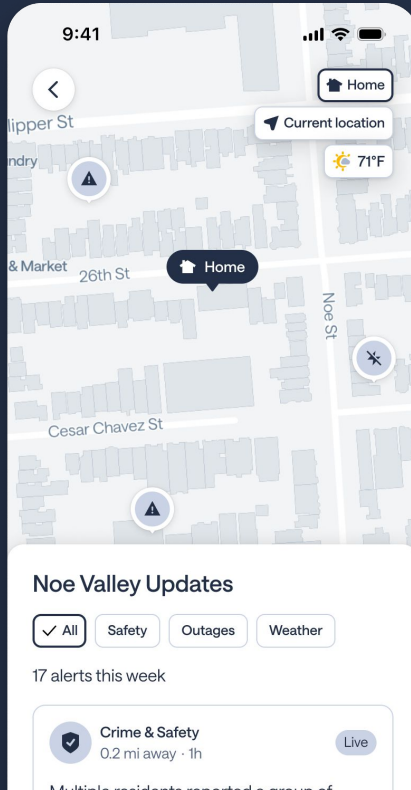 9:41
Home
lipper St
Current location
ndry
71°F
& Market
26th St
Home
Noe St
Cesar Chavez St
Noe Valley Updates
All
Safety
Outages
Weather
17 alerts this week
Crime & Safety
0.2 mi away · 1h
Live
Multiple residents reported a group of